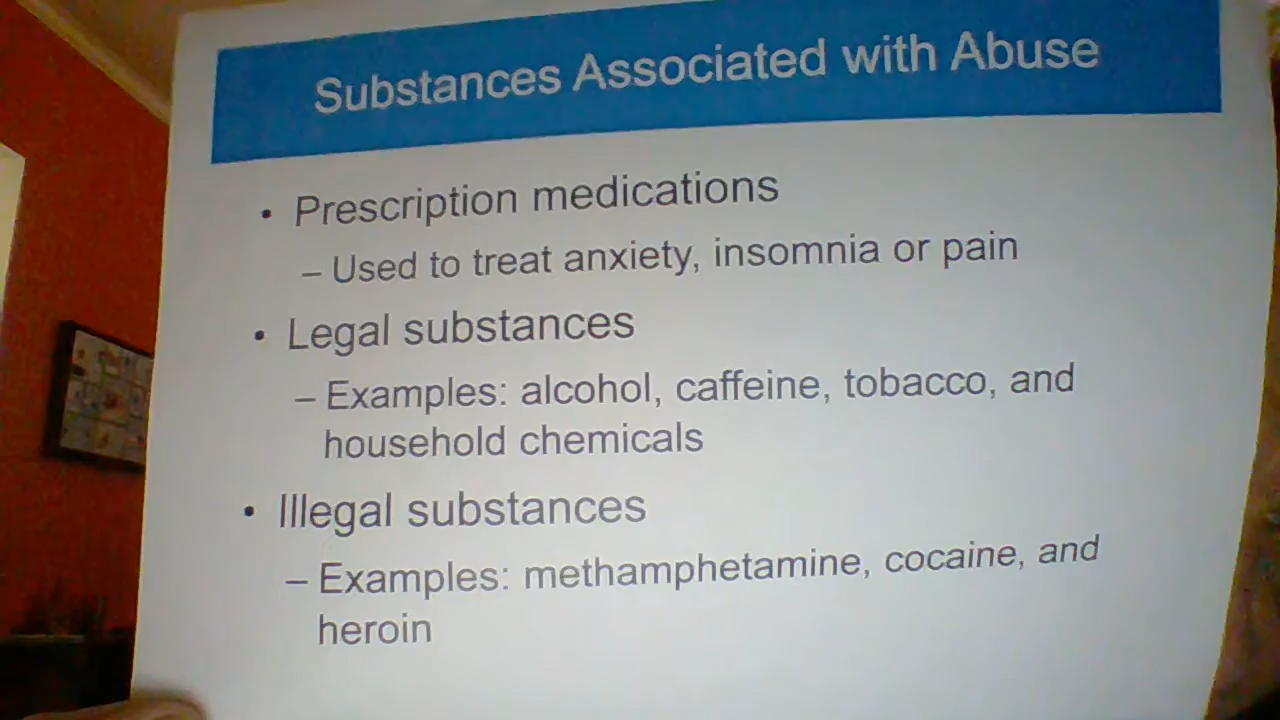 Substances Associated with Abuse
• Prescription medications
– Used to treat anxiety, insomnia or pain
• Legal substances
– Examples: alcohol, caffeine, tobacco, and
household chemicals
• Illegal substances
– Examples: methamphetamine, cocaine, and
heroin